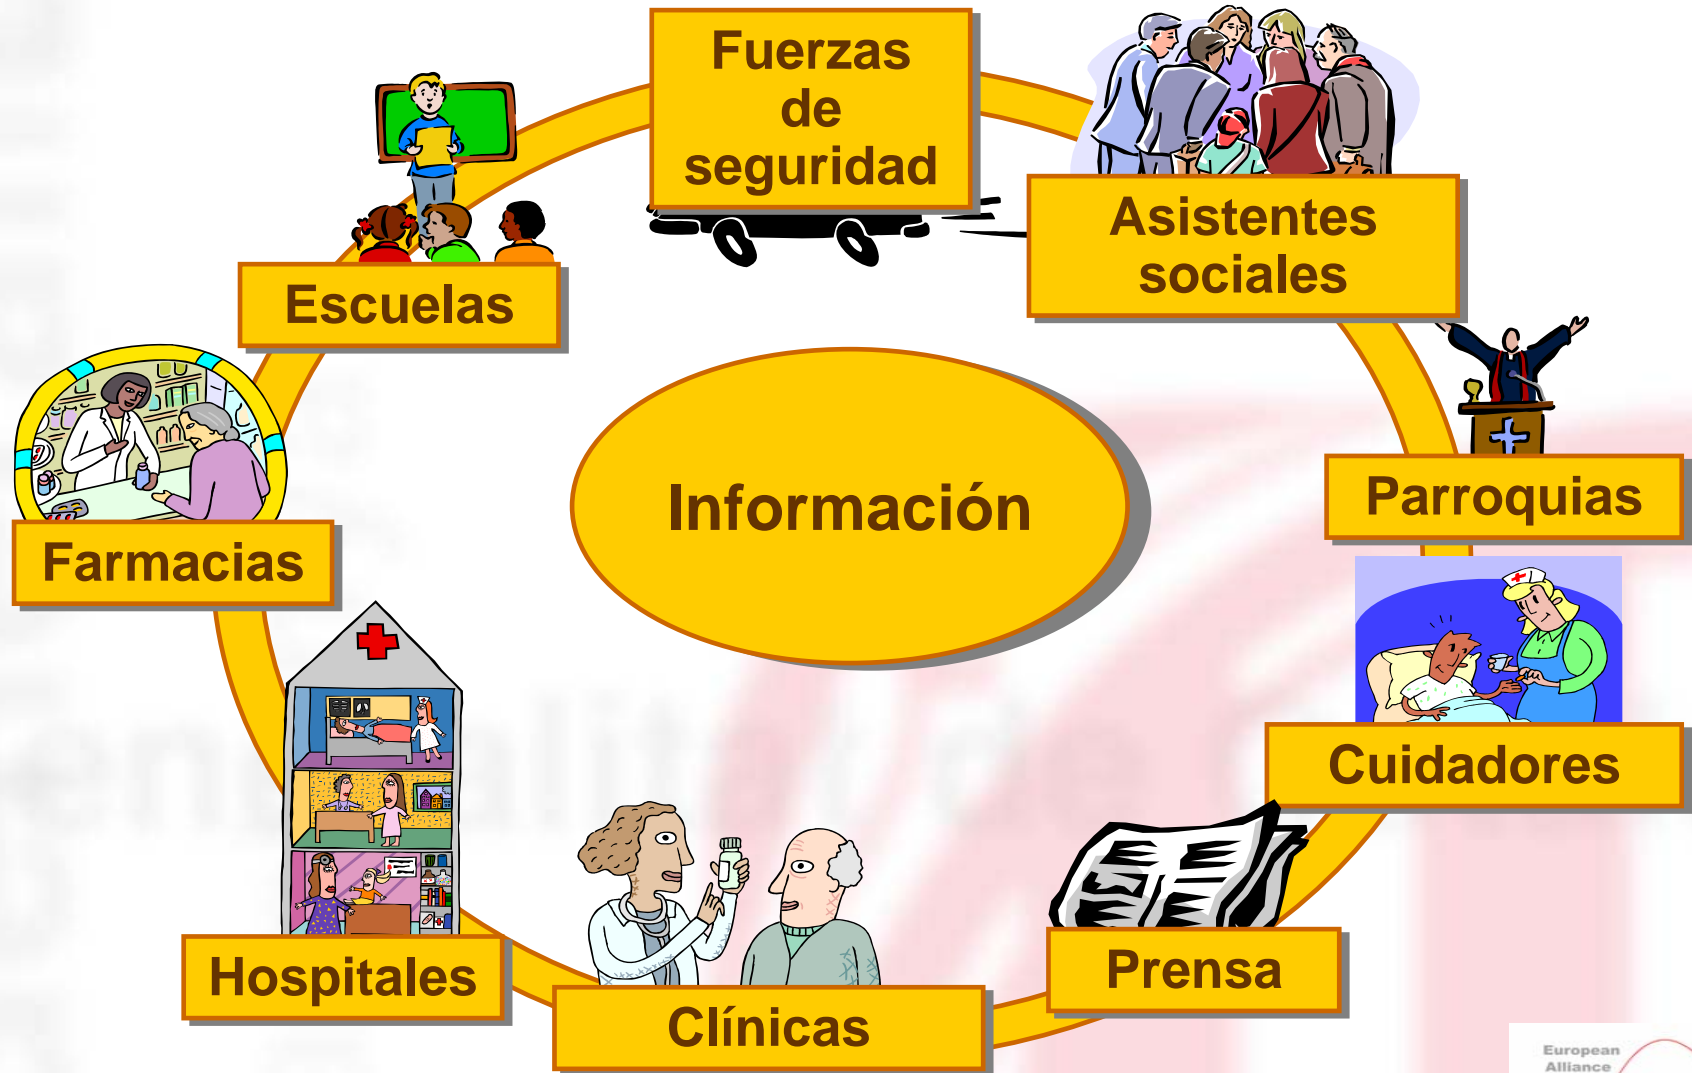 Fuerzas
de
seguridad
Asistentes
sociales
Escuelas
Parroquias
Información
Farmacias
Cuidadores
Prensa
Hospitales
Clínicas
European
Alliance